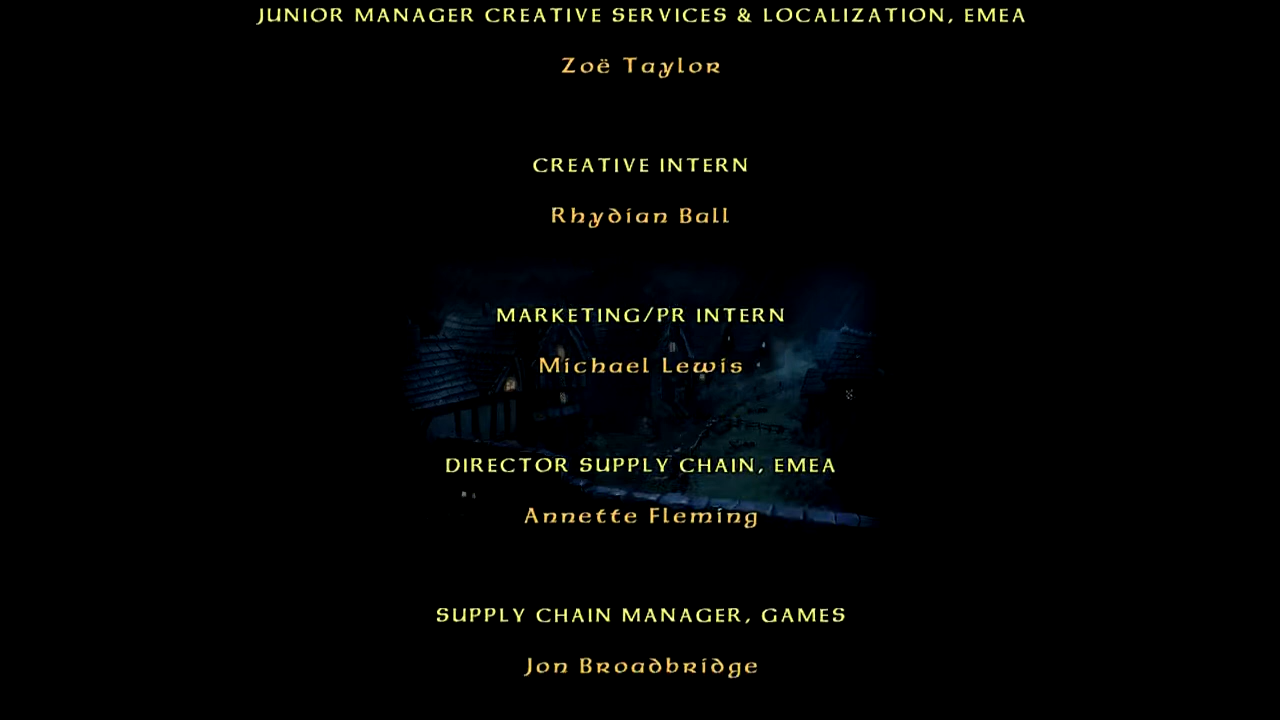 JUNIOR MANAGER CREATIVE SERVICES & LOCALIZATION, EMEA
Zoë Taylor
CREATIVE INTERN
Rhydian Ball
MARKETING/PR INTERN
Michael Lewis
DIRECTOR SUPPLY CHAIN, EMEA
Annette Fleming
SUPPLY CHAIN MANAGER, GAMES
Jon Broadbridge